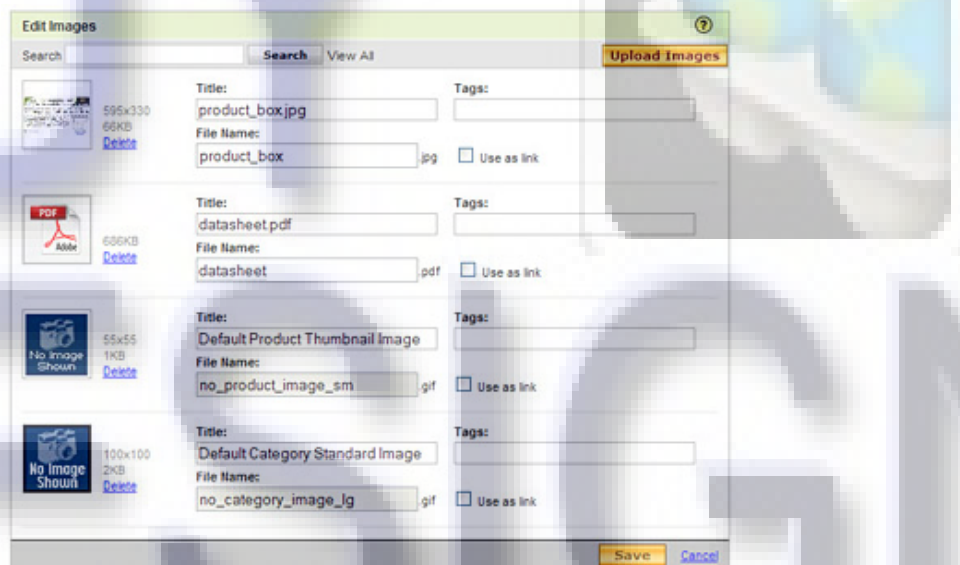 Edit Images ?
Search Search View All Upload Images
Title: Tags:
595x330 product_box.jpg
66KB File Name:
Delete product_box .jpg Use as link
PDF Title: Tags:
Adobe datasheet.pdf
686KB File Name:
Delete datasheet .pdf Use as link
Title: Tags:
55x55 Default Product Thumbnail Image
No Image Shown 1KB File Name:
Delete no_product_image_sm .gif Use as link
Title: Tags:
100x100 Default Category Standard Image
No Image Shown 2KB File Name:
Delete no_category_image_lg .gif Use as link
Save Cancel